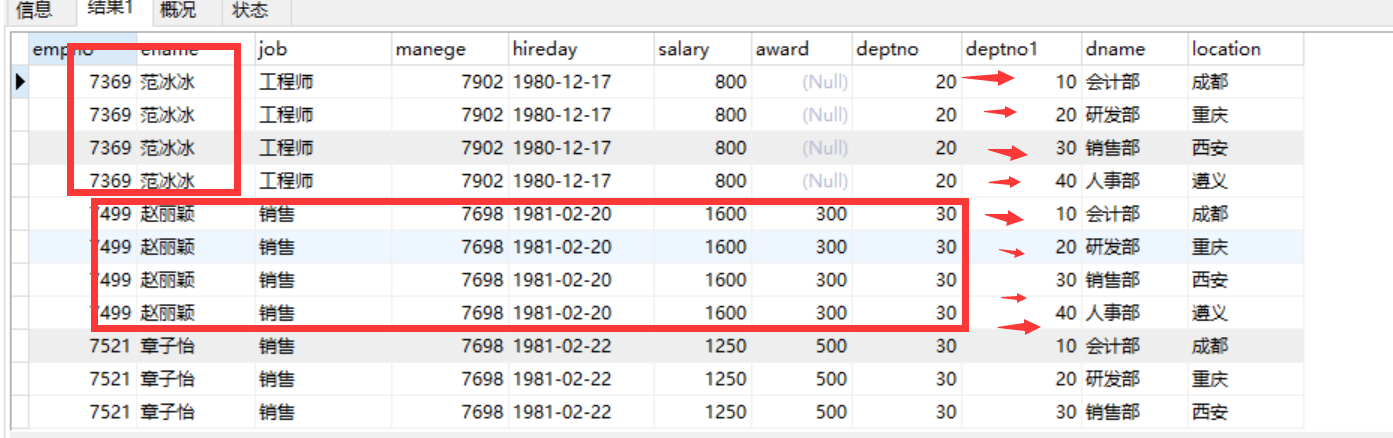 信息 结果1 概况 状态
empno ename job manege hireday salary award deptno deptno1 dname location
7369 范冰冰 工程师 7902 1980-12-17 800 (Null) 20 10 会计部 成都
7369 范冰冰 工程师 7902 1980-12-17 800 (Null) 20 20 研发部 重庆
7369 范冰冰 工程师 7902 1980-12-17 800 (Null) 20 30 销售部 西安
7369 范冰冰 工程师 7902 1980-12-17 800 (Null) 20 40 人事部 遵义
7499 赵丽颖 销售 7698 1981-02-20 1600 300 30 10 会计部 成都
7499 赵丽颖 销售 7698 1981-02-20 1600 300 30 20 研发部 重庆
7499 赵丽颖 销售 7698 1981-02-20 1600 300 30 30 销售部 西安
7499 赵丽颖 销售 7698 1981-02-20 1600 300 30 40 人事部 遵义
7521 章子怡 销售 7698 1981-02-22 1250 500 30 10 会计部 成都
7521 章子怡 销售 7698 1981-02-22 1250 500 30 20 研发部 重庆
7521 章子怡 销售 7698 1981-02-22 1250 500 30 30 销售部 西安